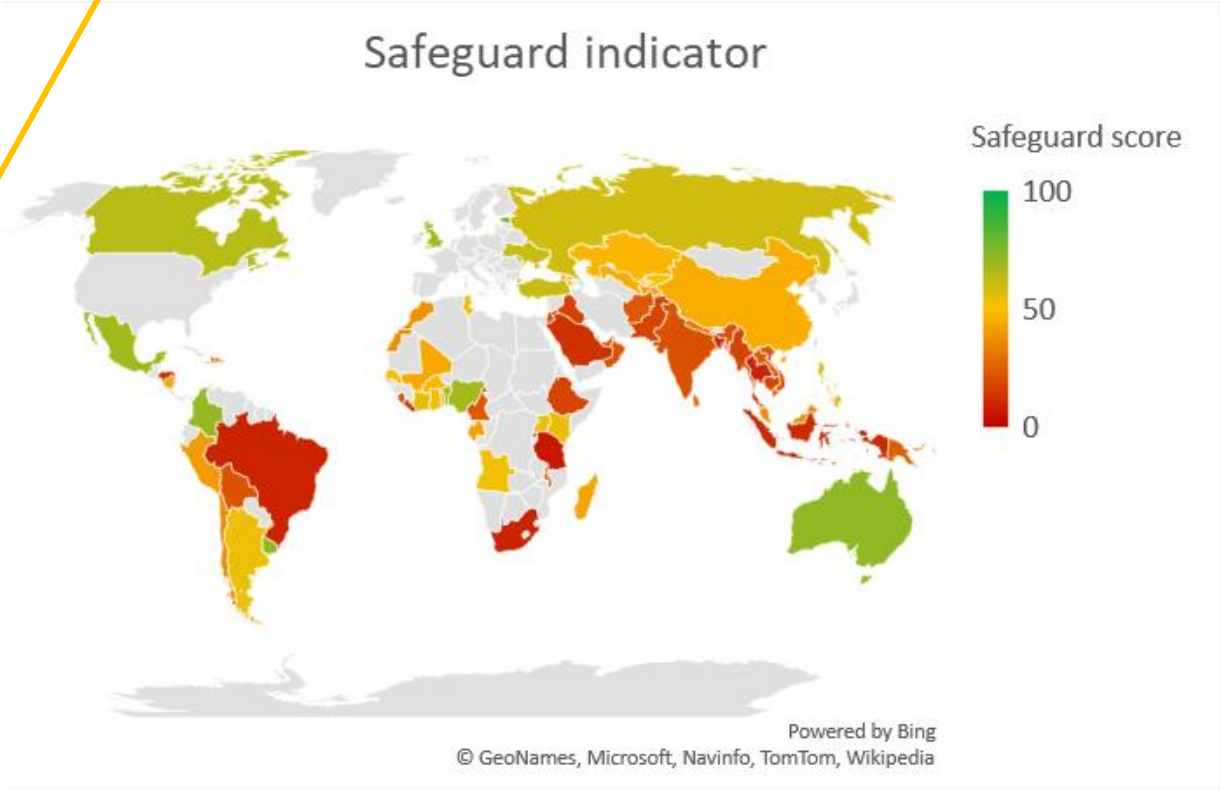 Safeguard indicator
Safeguard score
100
50
0
Powered by Bing
© GeoNames, Microsoft, Navinfo, TomTom, Wikipedia